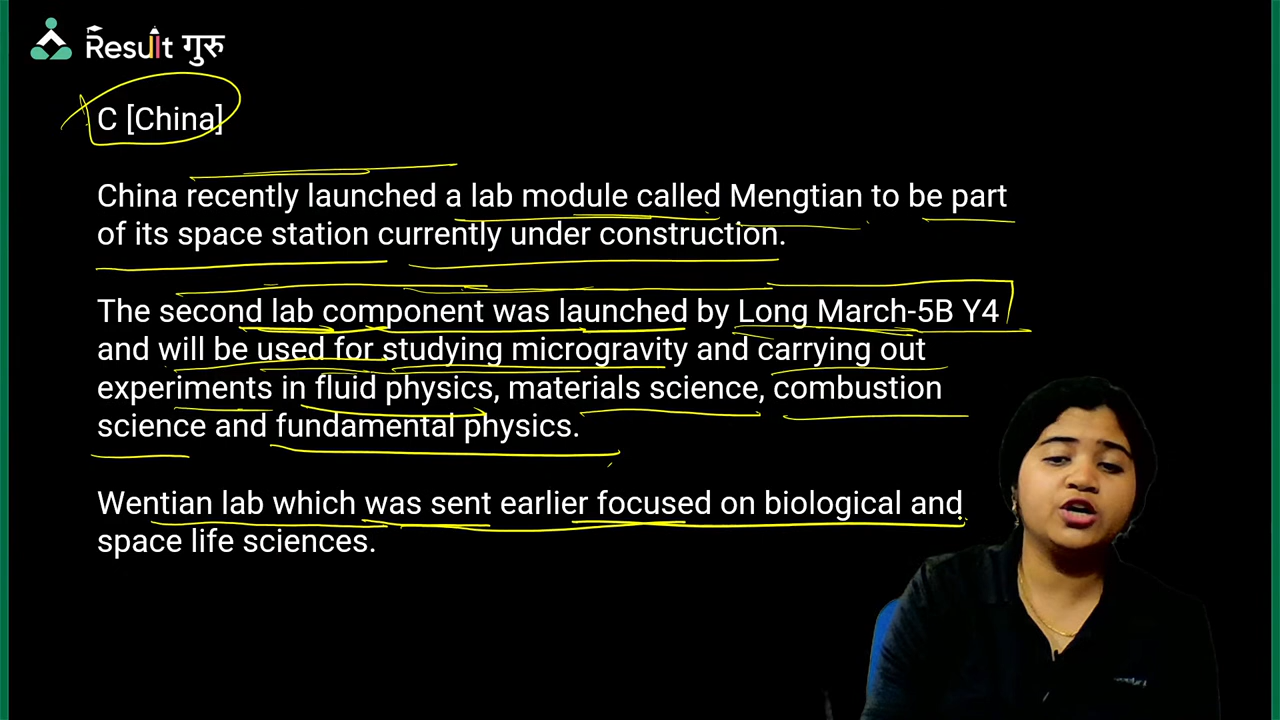 Result गुरु
C [China]
China recently launched a lab module called Mengtian to be part
of its space station currently under construction.
The second lab component was launched by Long March-5B Y4
and will be used for studying microgravity and carrying out
experiments in fluid physics, materials science, combustion
science and fundamental physics.
Wentian lab which was sent earlier focused on biological and
space life sciences.